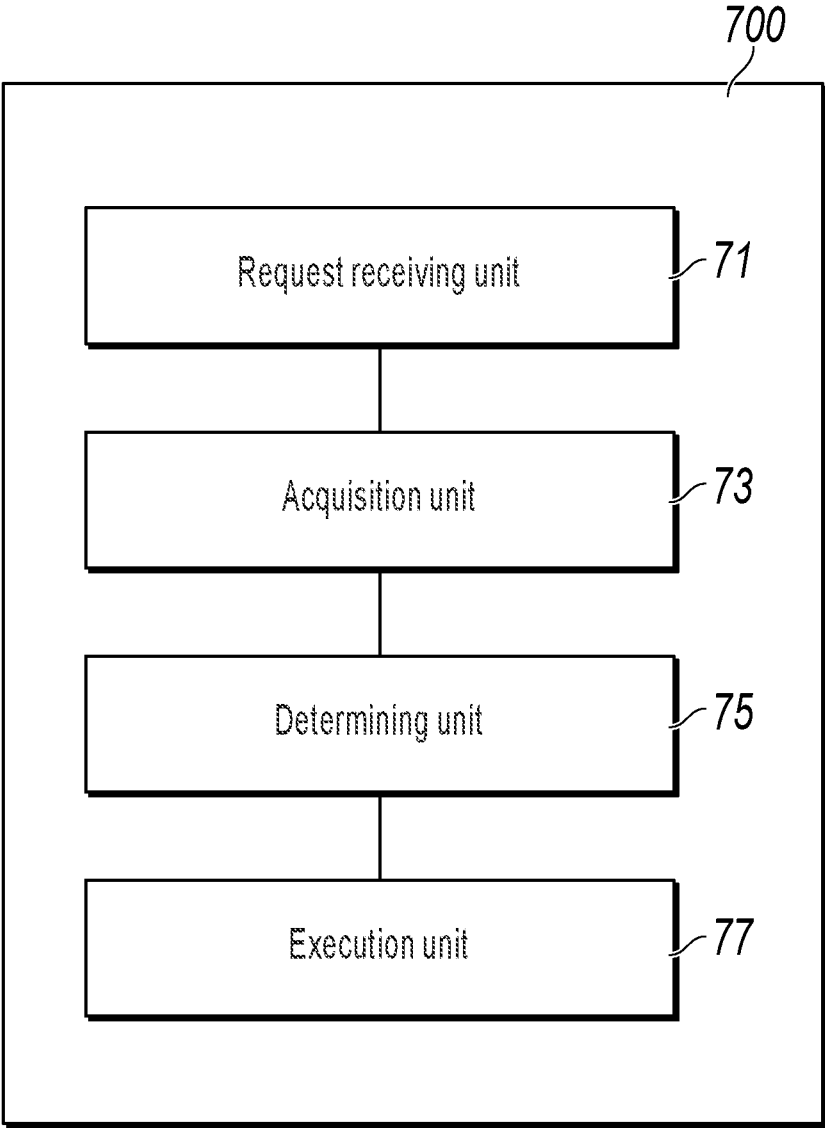 700
Request receiving unit
71
Acquisition unit
73
Determining unit
75
Execution unit
77